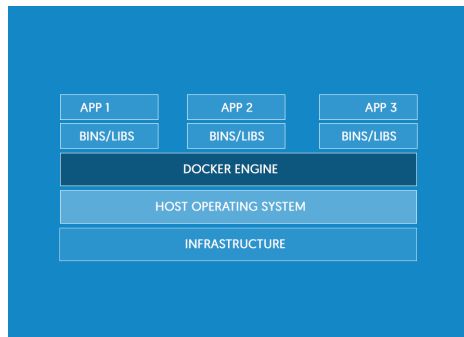 APP 1 APP 2 APP 3
BINS/LIBS BINS/LIBS BINS/LIBS
DOCKER ENGINE
HOST OPERATING SYSTEM
INFRASTRUCTURE